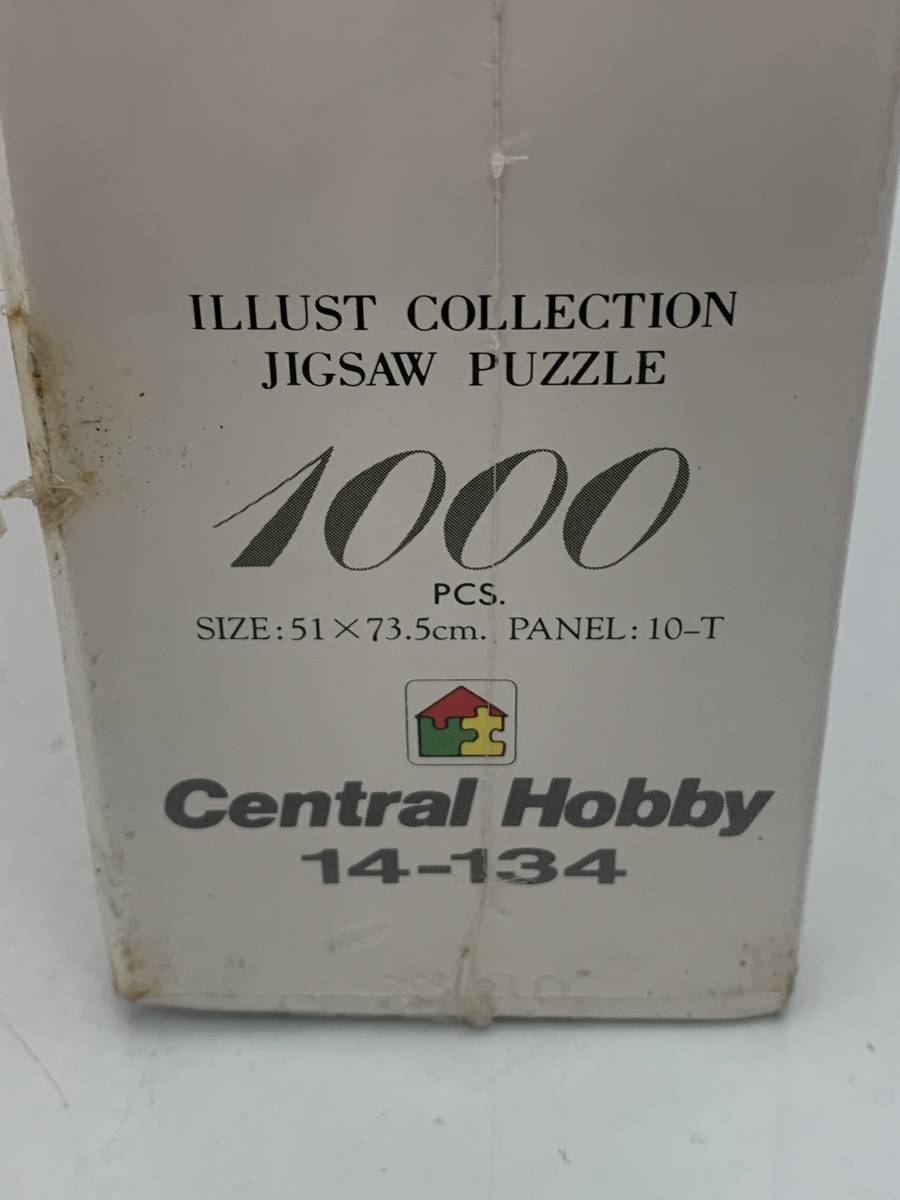 ILLUST COLLECTION
JIGSAW PUZZLE
1000
PCS.
SIZE:51×73.5cm. PANEL:10-T
Central Hobby
14-134